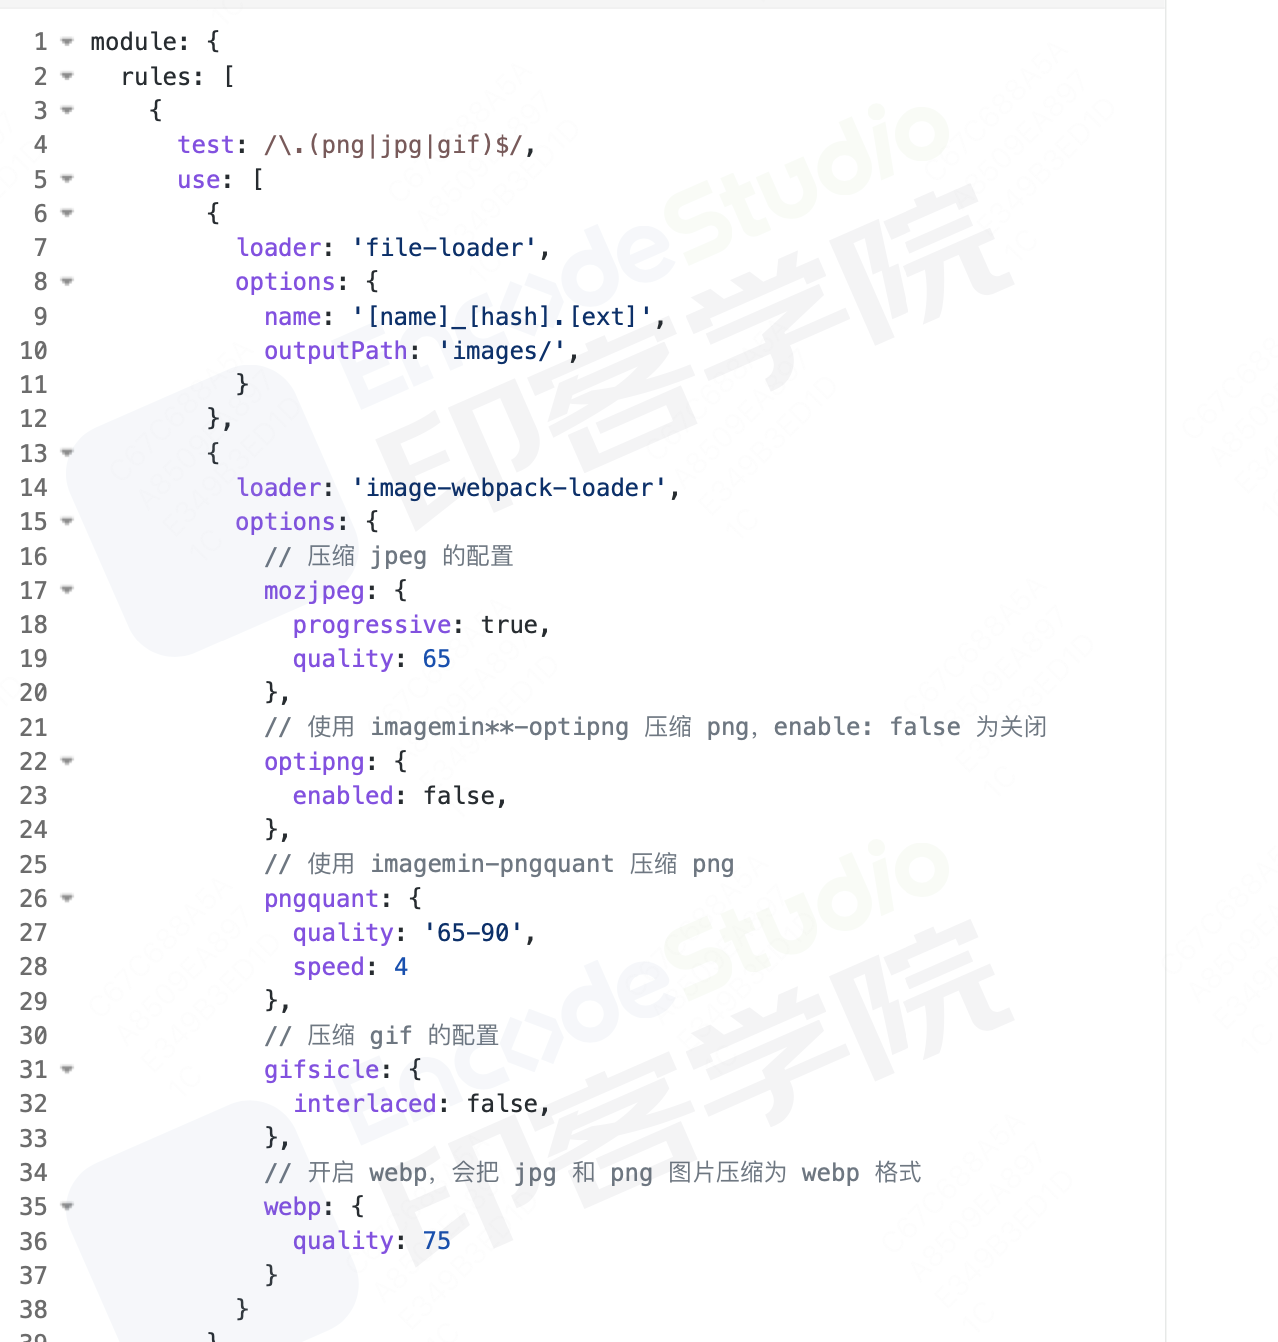 1 module: {
2 rules: [
3 {
4 test: /\.(png|jpg|gif)$/,
5 use: [
6 {
7 loader: 'file-loader',
8 options: {
9 name: '[name]_[hash].[ext]',
10 outputPath: 'images/',
11 }
12 },
13 {
14 loader: 'image-webpack-loader',
15 options: {
16 // 压缩 jpeg 的配置
17 mozjpeg: {
18 progressive: true,
19 quality: 65
20 },
21 // 使用 imagemin**-optipng 压缩 png，enable: false 为关闭
22 optipng: {
23 enabled: false,
24 },
25 // 使用 imagemin-pngquant 压缩 png
26 pngquant: {
27 quality: '65-90',
28 speed: 4
29 },
30 // 压缩 gif 的配置
31 gifsicle: {
32 interlaced: false,
33 },
34 // 开启 webp，会把 jpg 和 png 图片压缩为 webp 格式
35 webp: {
36 quality: 75
37 }
38 }
39 }
Enc<>deStudio
印客学院
Enc<>deStudio
印客学院